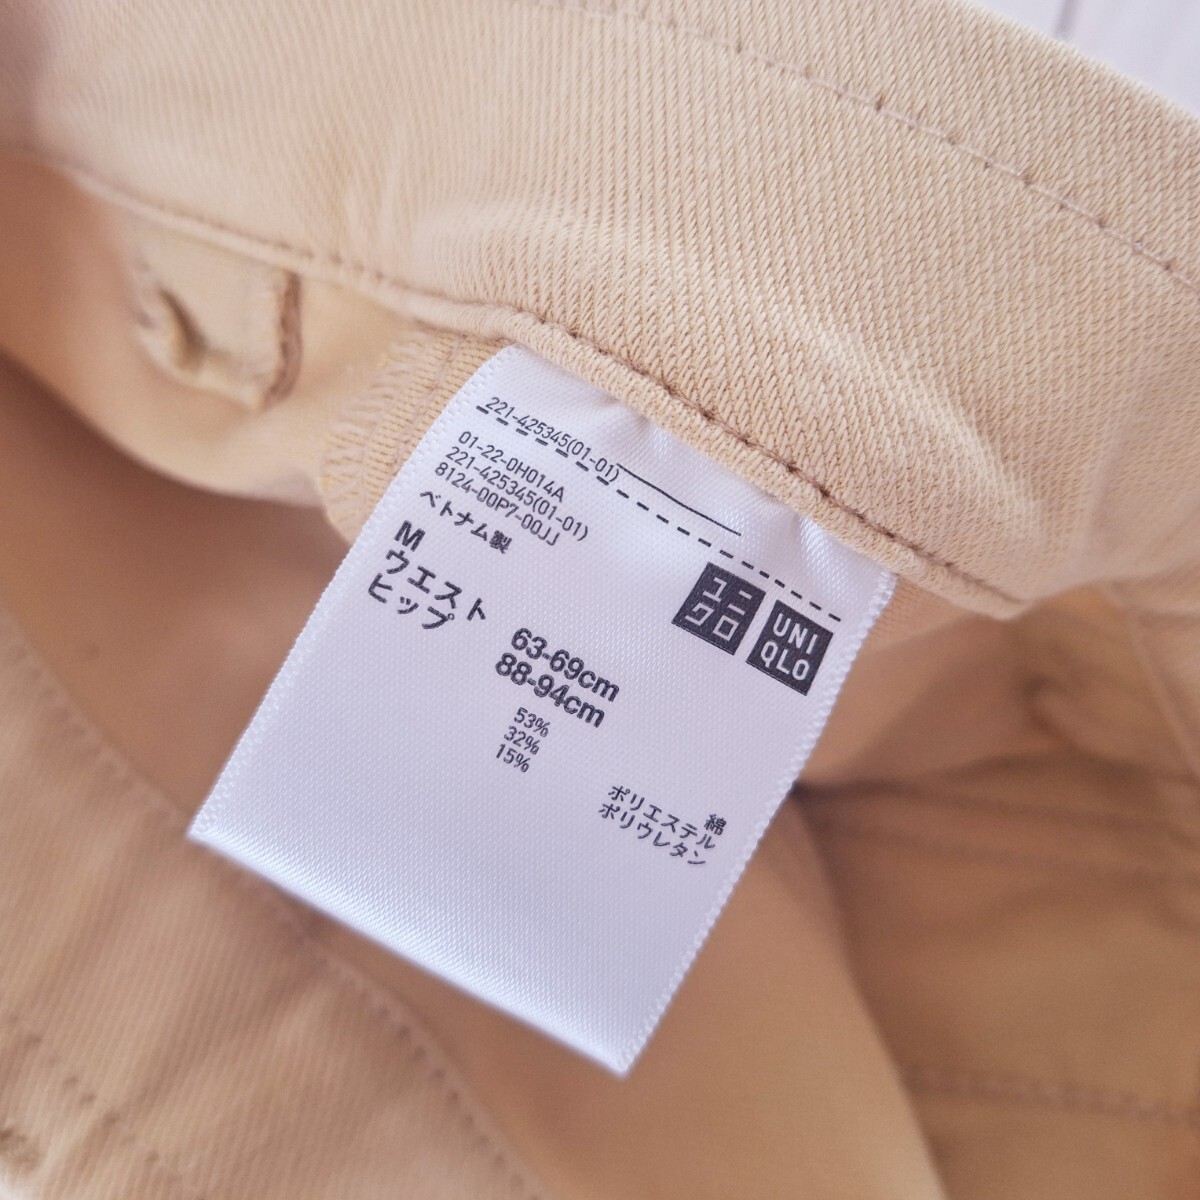 221-425345(01-01)
01-22-0H014A
221-425345(01-01)
8124-00P7-00JJ
ベトナム製
ユニクロ
UNIQLO
M
ウエスト 63-69cm
ヒップ 88-94cm
53% 綿
32% ポリエステル
15% ポリウレタン